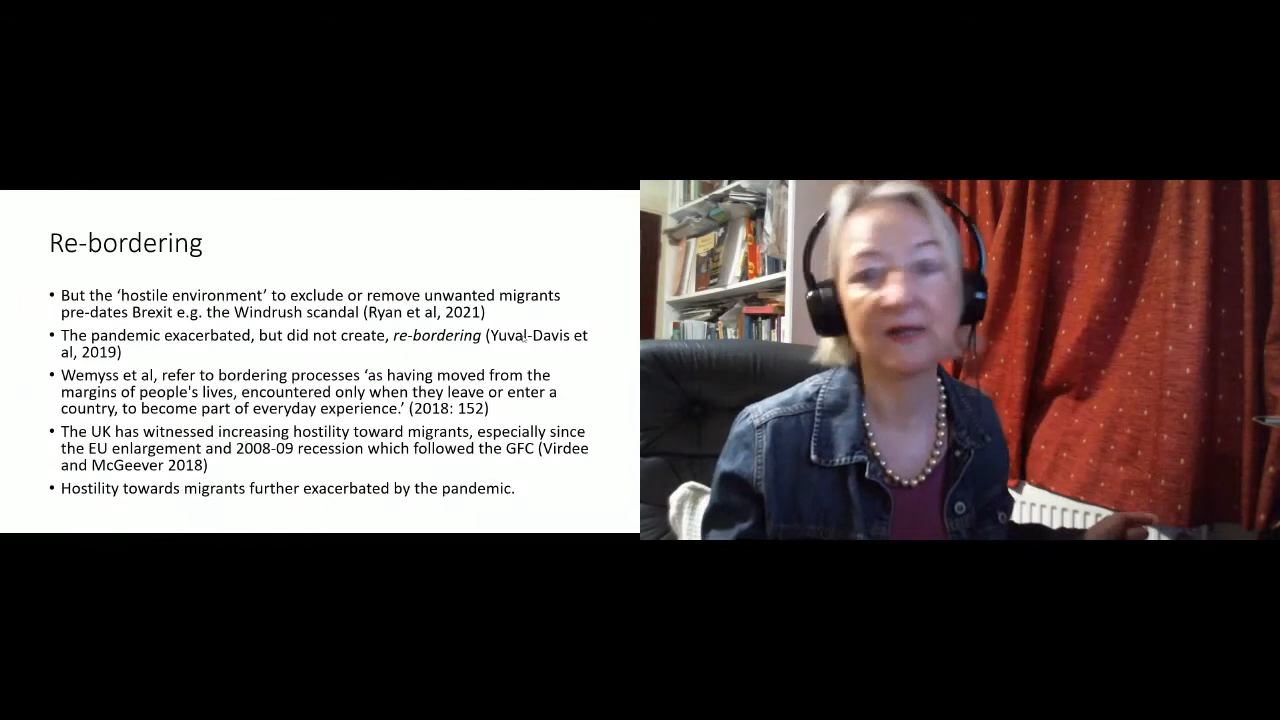 Re-bordering
• But the ‘hostile environment’ to exclude or remove unwanted migrants
pre-dates Brexit e.g. the Windrush scandal (Ryan et al, 2021)
• The pandemic exacerbated, but did not create, re-bordering (Yuval-Davis et
al, 2019)
• Wemyss et al, refer to bordering processes ‘as having moved from the
margins of people's lives, encountered only when they leave or enter a
country, to become part of everyday experience.’ (2018: 152)
• The UK has witnessed increasing hostility toward migrants, especially since
the EU enlargement and 2008-09 recession which followed the GFC (Virdee
and McGeever 2018)
• Hostility towards migrants further exacerbated by the pandemic.